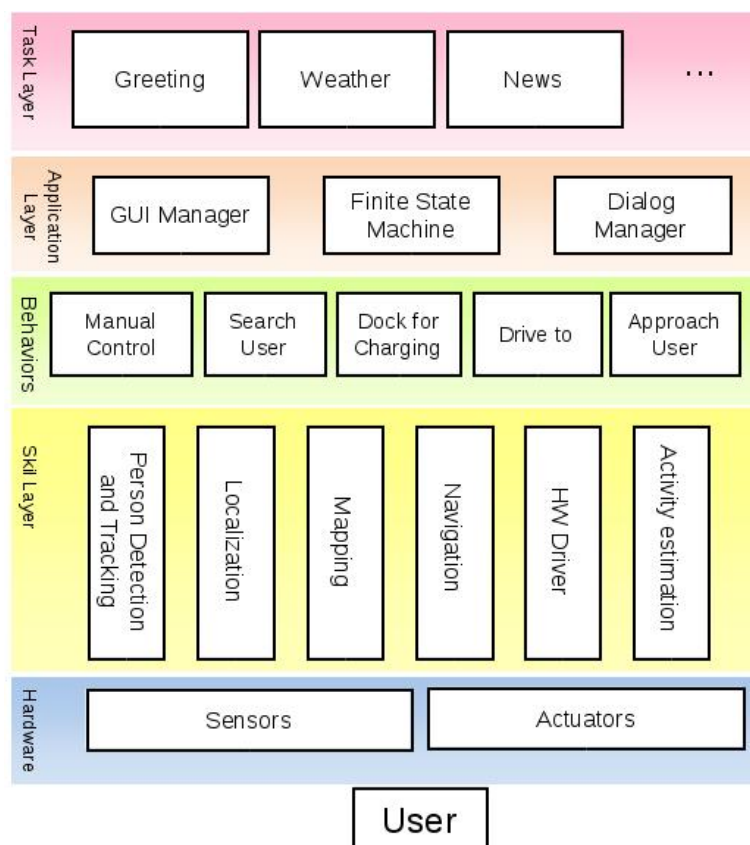 Task Layer
Greeting
Weather
News
...
Application
Layer
GUI Manager
Finite State
Machine
Dialog
Manager
Behaviors
Manual
Control
Search
User
Dock for
Charging
Drive to
Approach
User
Skil Layer
Person Detection
and Tracking
Localization
Mapping
Navigation
HW Driver
Activity estimation
Hardware
Sensors
Actuators
User